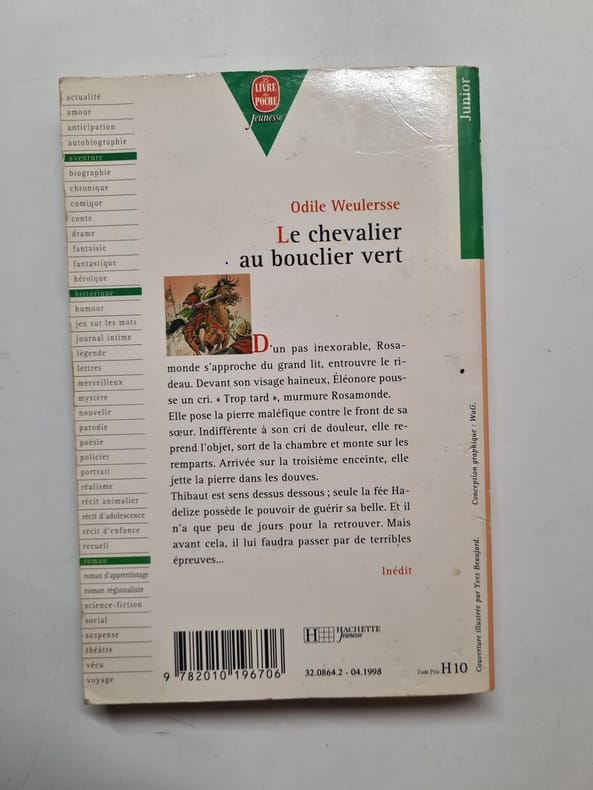 actualité
amour
anticipation
autobiographie
aventure
biographie
chronique
comique
conte
drame
fantaisie
fantastique
héroïque
historique
humour
jeu sur les mots
journal intime
légende
lettres
merveilleux
mystère
nouvelle
parodie
poésie
policier
portrait
réalisme
récit animalier
récit d'adolescence
récit d'enfance
recueil
roman
roman d'apprentissage
roman régionaliste
science-fiction
social
suspense
théâtre
vécu
voyage
Le
LIVRE
de
POCHE
Jeunesse
Junior
Odile Weulersse
Le chevalier
au bouclier vert
D'un pas inexorable, Rosa-
monde s'approche du grand lit, entrouvre le ri-
deau. Devant son visage haineux, Éléonore pous-
se un cri. « Trop tard », murmure Rosamonde.
Elle pose la pierre maléfique contre le front de sa
sœur. Indifférente à son cri de douleur, elle re-
prend l'objet, sort de la chambre et monte sur les
remparts. Arrivée sur la troisième enceinte, elle
jette la pierre dans les douves.
Thibaut est sens dessus dessous ; seule la fée Ha-
delize possède le pouvoir de guérir sa belle. Et il
n'a que peu de jours pour la retrouver. Mais
avant cela, il lui faudra passer par de terribles
épreuves...
Inédit
Couverture illustrée par Yves Beaujard. Conception graphique : WaG.
9 782010 196706
H HACHETTE
Jeunesse
32.0864.2 - 04.1998
Code Prix H 10